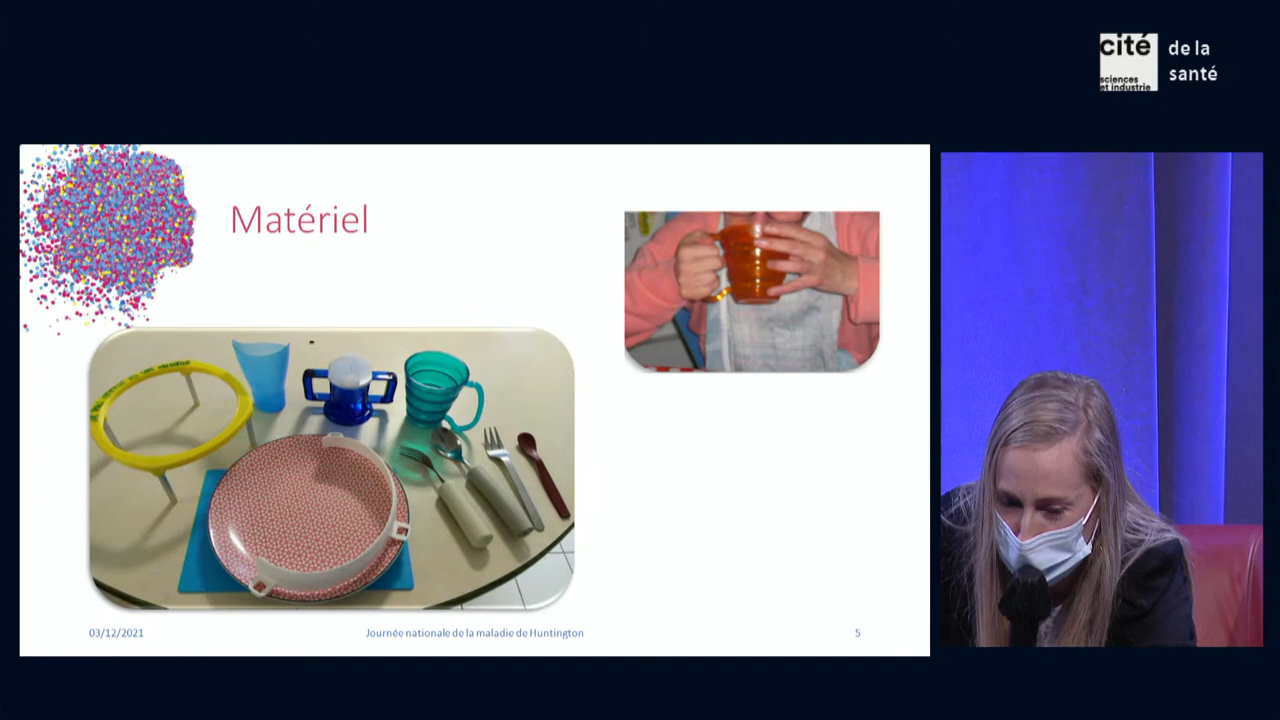 cité
sciences
et industrie
de la
santé
Matériel
03/12/2021
Journée nationale de la maladie de Huntington
5